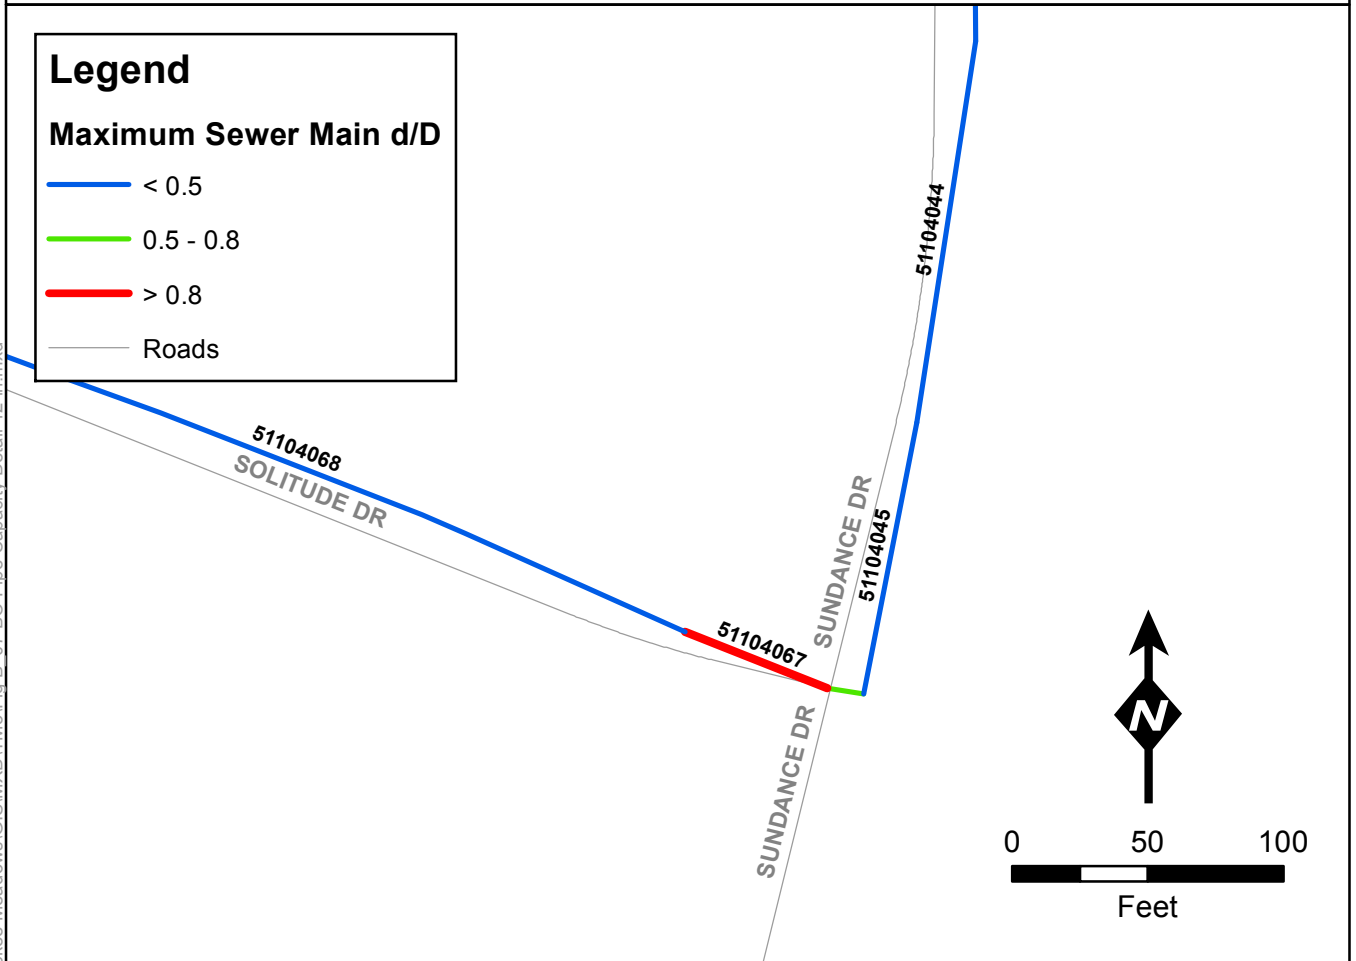 Legend
Maximum Sewer Main d/D
< 0.5
0.5 - 0.8
> 0.8
Roads
51104044
51104068
SOLITUDE DR
SUNDANCE DR
51104045
51104067
SUNDANCE DR
N
0 50 100
Feet